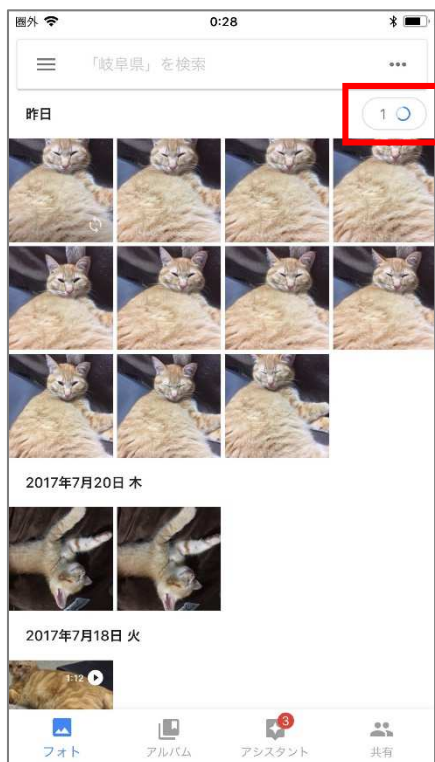 圏外 0:28
「岐阜県」を検索
昨日 1
2017年7月20日 木
2017年7月18日 火
1:12
3
フォト アルバム アシスタント 共有